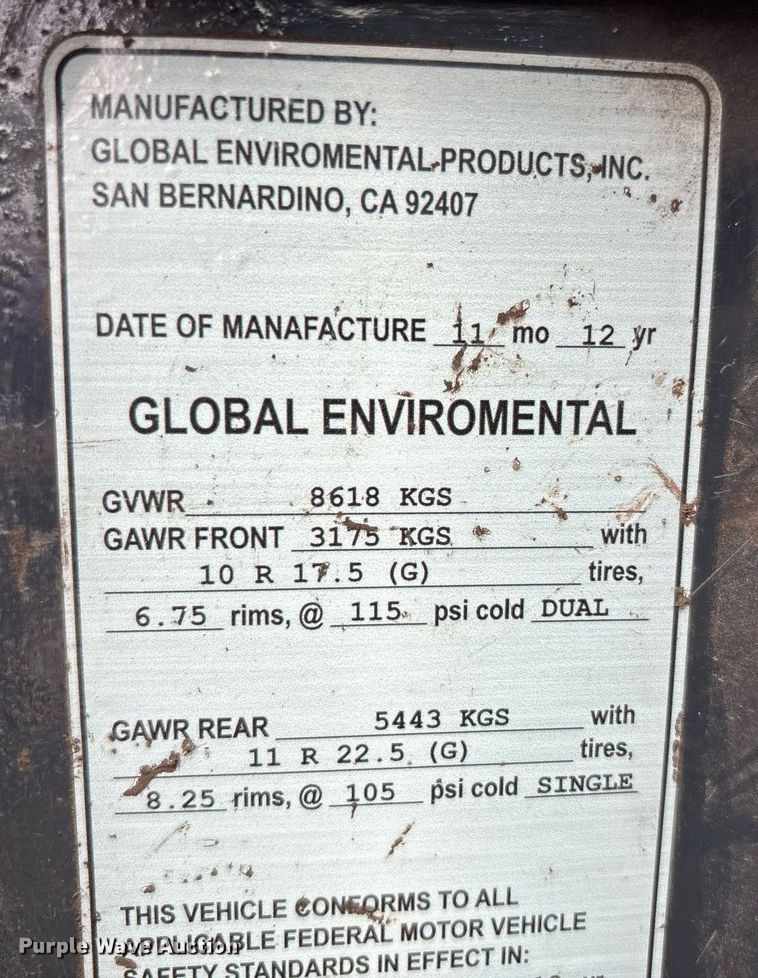 MANUFACTURED BY:
GLOBAL ENVIROMENTAL PRODUCTS, INC.
SAN BERNARDINO, CA 92407
DATE OF MANAFACTURE 11 mo 12 yr
GLOBAL ENVIROMENTAL
GVWR 8618 KGS
GAWR FRONT 3175 KGS with
10 R 17.5 (G) tires,
6.75 rims, @ 115 psi cold DUAL
GAWR REAR 5443 KGS with
11 R 22.5 (G) tires,
8.25 rims, @ 105 psi cold SINGLE
THIS VEHICLE CONFORMS TO ALL
APPLICABLE FEDERAL MOTOR VEHICLE
SAFETY STANDARDS IN EFFECT IN:
Purple Wave Auction